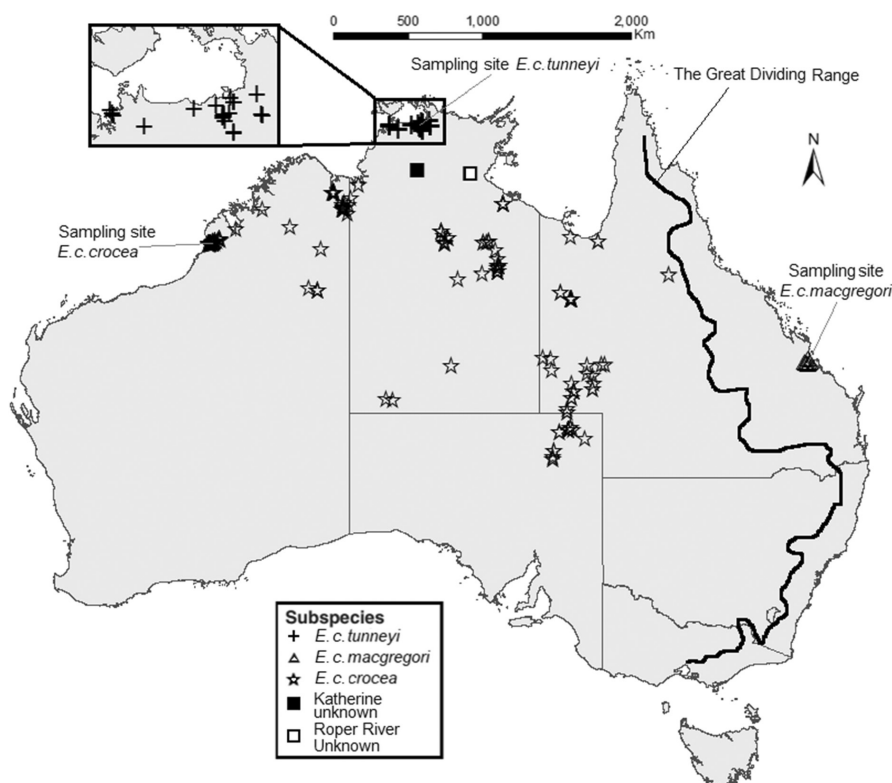 0 500 1,000 2,000
Km
Sampling site E.c.tunneyi
The Great Dividing Range
N
Sampling site
E.c.crocea
Sampling site
E.c.macgregori
Subspecies
E.c.tunneyi
E.c.macgregori
E.c.crocea
Katherine
unknown
Roper River
Unknown